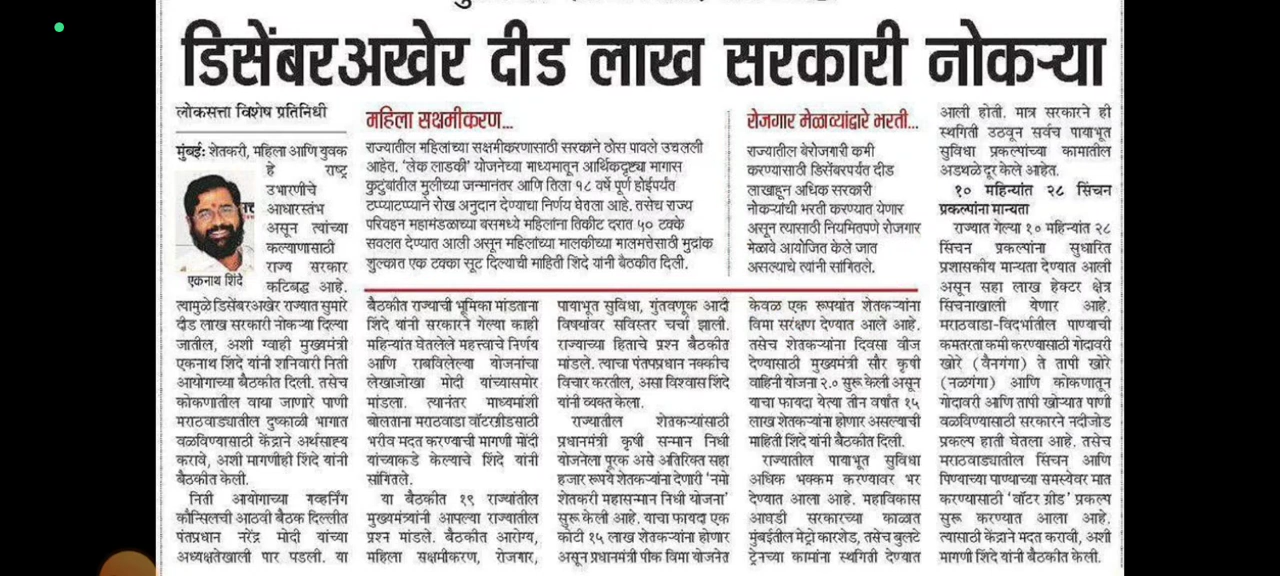 डिसेंबरअखेर दीड लाख सरकारी नोकऱ्या
लोकसत्ता विशेष प्रतिनिधी
मुंबई: शेतकरी, महिला आणि युवक
हे राष्ट्र
उभारणीचे
आधारस्तंभ
असून त्यांच्या
कल्याणासाठी
राज्य सरकार
कटिबद्ध आहे.
एकनाथ शिंदे
त्यामुळे डिसेंबरअखेर राज्यात सुमारे
दीड लाख सरकारी नोकऱ्या दिल्या
जातील, अशी ग्वाही मुख्यमंत्री
एकनाथ शिंदे यांनी शनिवारी निती
आयोगाच्या बैठकीत दिली. तसेच
कोकणातील वाया जाणारे पाणी
मराठवाड्यातील दुष्काळी भागात
वळविण्यासाठी केंद्राने अर्थसाह्य
करावे, अशी मागणीही शिंदे यांनी
बैठकीत केली.
निती आयोगाच्या गव्हर्निंग
कौन्सिलची आठवी बैठक दिल्लीत
पंतप्रधान नरेंद्र मोदी यांच्या
अध्यक्षतेखाली पार पडली. या
महिला सक्षमीकरण...
राज्यातील महिलांच्या सक्षमीकरणासाठी सरकाने ठोस पावले उचलली
आहेत. ‘लेक लाडकी’ योजनेच्या माध्यमातून आर्थिकदृष्ट्या मागास
कुटुंबांतील मुलीच्या जन्मानंतर आणि तिला १८ वर्षे पूर्ण होईपर्यंत
टप्प्याटप्प्याने रोख अनुदान देण्याचा निर्णय घेतला आहे. तसेच राज्य
परिवहन महामंडळाच्या बसमध्ये महिलांना तिकीट दरात ५० टक्के
सवलत देण्यात आली असून महिलांच्या मालकीच्या मालमत्तेसाठी मुद्रांक
शुल्कात एक टक्का सूट दिल्याची माहिती शिंदे यांनी बैठकीत दिली.
रोजगार मेळाव्यांद्वारे भरती...
राज्यातील बेरोजगारी कमी
करण्यासाठी डिसेंबरपर्यंत दीड
लाखाहून अधिक सरकारी
नोकऱ्यांची भरती करण्यात येणार
असून त्यासाठी नियमितपणे रोजगार
मेळावे आयोजित केले जात
असल्याचे त्यांनी सांगितले.
बैठकीत राज्याची भूमिका मांडताना
शिंदे यांनी सरकारने गेल्या काही
महिन्यांत घेतलेले महत्त्वाचे निर्णय
आणि राबविलेल्या योजनांचा
लेखाजोखा मोदी यांच्यासमोर
मांडला. त्यानंतर माध्यमांशी
बोलताना मराठवाडा वॉटरग्रीडसाठी
भरीव मदत करण्याची मागणी मोदी
यांच्याकडे केल्याचे शिंदे यांनी
सांगितले.
या बैठकीत १९ राज्यांतील
मुख्यमंत्र्यांनी आपल्या राज्यातील
प्रश्न मांडले. बैठकीत आरोग्य,
महिला सक्षमीकरण, रोजगार,
पायाभूत सुविधा, गुंतवणूक आदी
विषयांवर सविस्तर चर्चा झाली.
राज्याच्या हिताचे प्रश्न बैठकीत
मांडले. त्याचा पंतप्रधान नक्कीच
विचार करतील, असा विश्वास शिंदे
यांनी व्यक्त केला.
राज्यातील शेतकऱ्यांसाठी
प्रधानमंत्री कृषी सन्मान निधी
योजनेला पूरक असे अतिरिक्त सहा
हजार रूपये शेतकऱ्यांना देणारी ‘नमो
शेतकरी महासन्मान निधी योजना’
सुरू केली आहे. याचा फायदा एक
कोटी १५ लाख शेतकऱ्यांना होणार
असून प्रधानमंत्री पीक विमा योजनेत
केवळ एक रूपयांत शेतकऱ्यांना
विमा संरक्षण देण्यात आले आहे.
तसेच शेतकऱ्यांना दिवसा वीज
देण्यासाठी मुख्यमंत्री सौर कृषी
वाहिनी योजना २.० सुरू केली असून
याचा फायदा येत्या तीन वर्षांत १५
लाख शेतकऱ्यांना होणार असल्याची
माहिती शिंदे यांनी बैठकीत दिली.
राज्यातील पायाभूत सुविधा
अधिक भक्कम करण्यावर भर
देण्यात आला आहे. महाविकास
आघडी सरकारच्या काळात
मुंबईतील मेट्रो कारशेड, तसेच बुलटे
ट्रेनच्या कामांना स्थगिती देण्यात
आली होती. मात्र सरकारने ही
स्थगिती उठवून सर्वच पायाभूत
सुविधा प्रकल्पांच्या कामातील
अडथळे दूर केले आहेत.
१० महिन्यांत २८ सिंचन
प्रकल्पांना मान्यता
राज्यात गेल्या १० महिन्यांत २८
सिंचन प्रकल्पांना सुधारित
प्रशासकीय मान्यता देण्यात आली
असून सहा लाख हेक्टर क्षेत्र
सिंचनाखाली येणार आहे.
मराठवाडा-विदर्भातील पाण्याची
कमतरता कमी करण्यासाठी गोदावरी
खोरे (वैनगंगा) ते तापी खोरे
(नळगंगा) आणि कोकणातून
गोदावरी आणि तापी खोऱ्यात पाणी
वळविण्यासाठी सरकारने नदीजोड
प्रकल्प हाती घेतला आहे. तसेच
मराठवाड्यातील सिंचन आणि
पिण्याच्या पाण्याच्या समस्येवर मात
करण्यासाठी ‘वॉटर ग्रीड’ प्रकल्प
सुरू करण्यात आला आहे.
त्यासाठी केंद्राने मदत करावी, अशी
मागणी शिंदे यांनी बैठकीत केली.